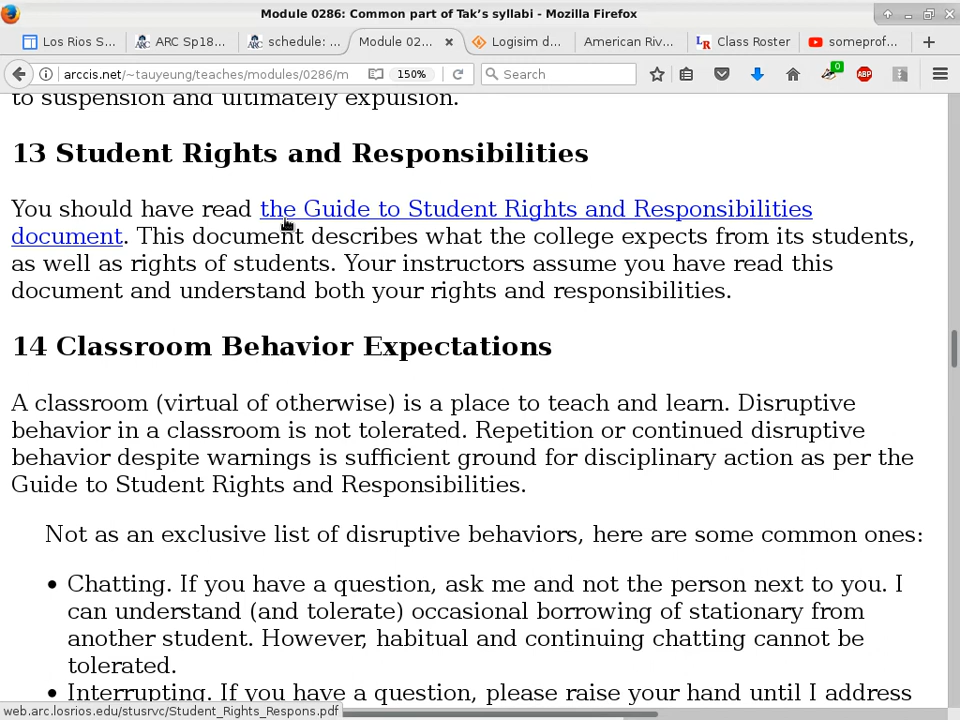 Module 0286: Common part of Tak's syllabi - Mozilla Firefox
Los Rios S...
ARC Sp18...
schedule: ...
Module 02...
Logisim d...
American Riv...
Class Roster
someprof...
arccis.net/~tauyeung/teaches/modules/0286/m
150%
Search
0
ABP
to suspension and ultimately expulsion.
13 Student Rights and Responsibilities
You should have read the Guide to Student Rights and Responsibilities
document. This document describes what the college expects from its students,
as well as rights of students. Your instructors assume you have read this
document and understand both your rights and responsibilities.
14 Classroom Behavior Expectations
A classroom (virtual of otherwise) is a place to teach and learn. Disruptive
behavior in a classroom is not tolerated. Repetition or continued disruptive
behavior despite warnings is sufficient ground for disciplinary action as per the
Guide to Student Rights and Responsibilities.
Not as an exclusive list of disruptive behaviors, here are some common ones:
• Chatting. If you have a question, ask me and not the person next to you. I
can understand (and tolerate) occasional borrowing of stationary from
another student. However, habitual and continuing chatting cannot be
tolerated.
• Interrupting. If you have a question, please raise your hand until I address
web.arc.losrios.edu/stusrvc/Student_Rights_Respons.pdf